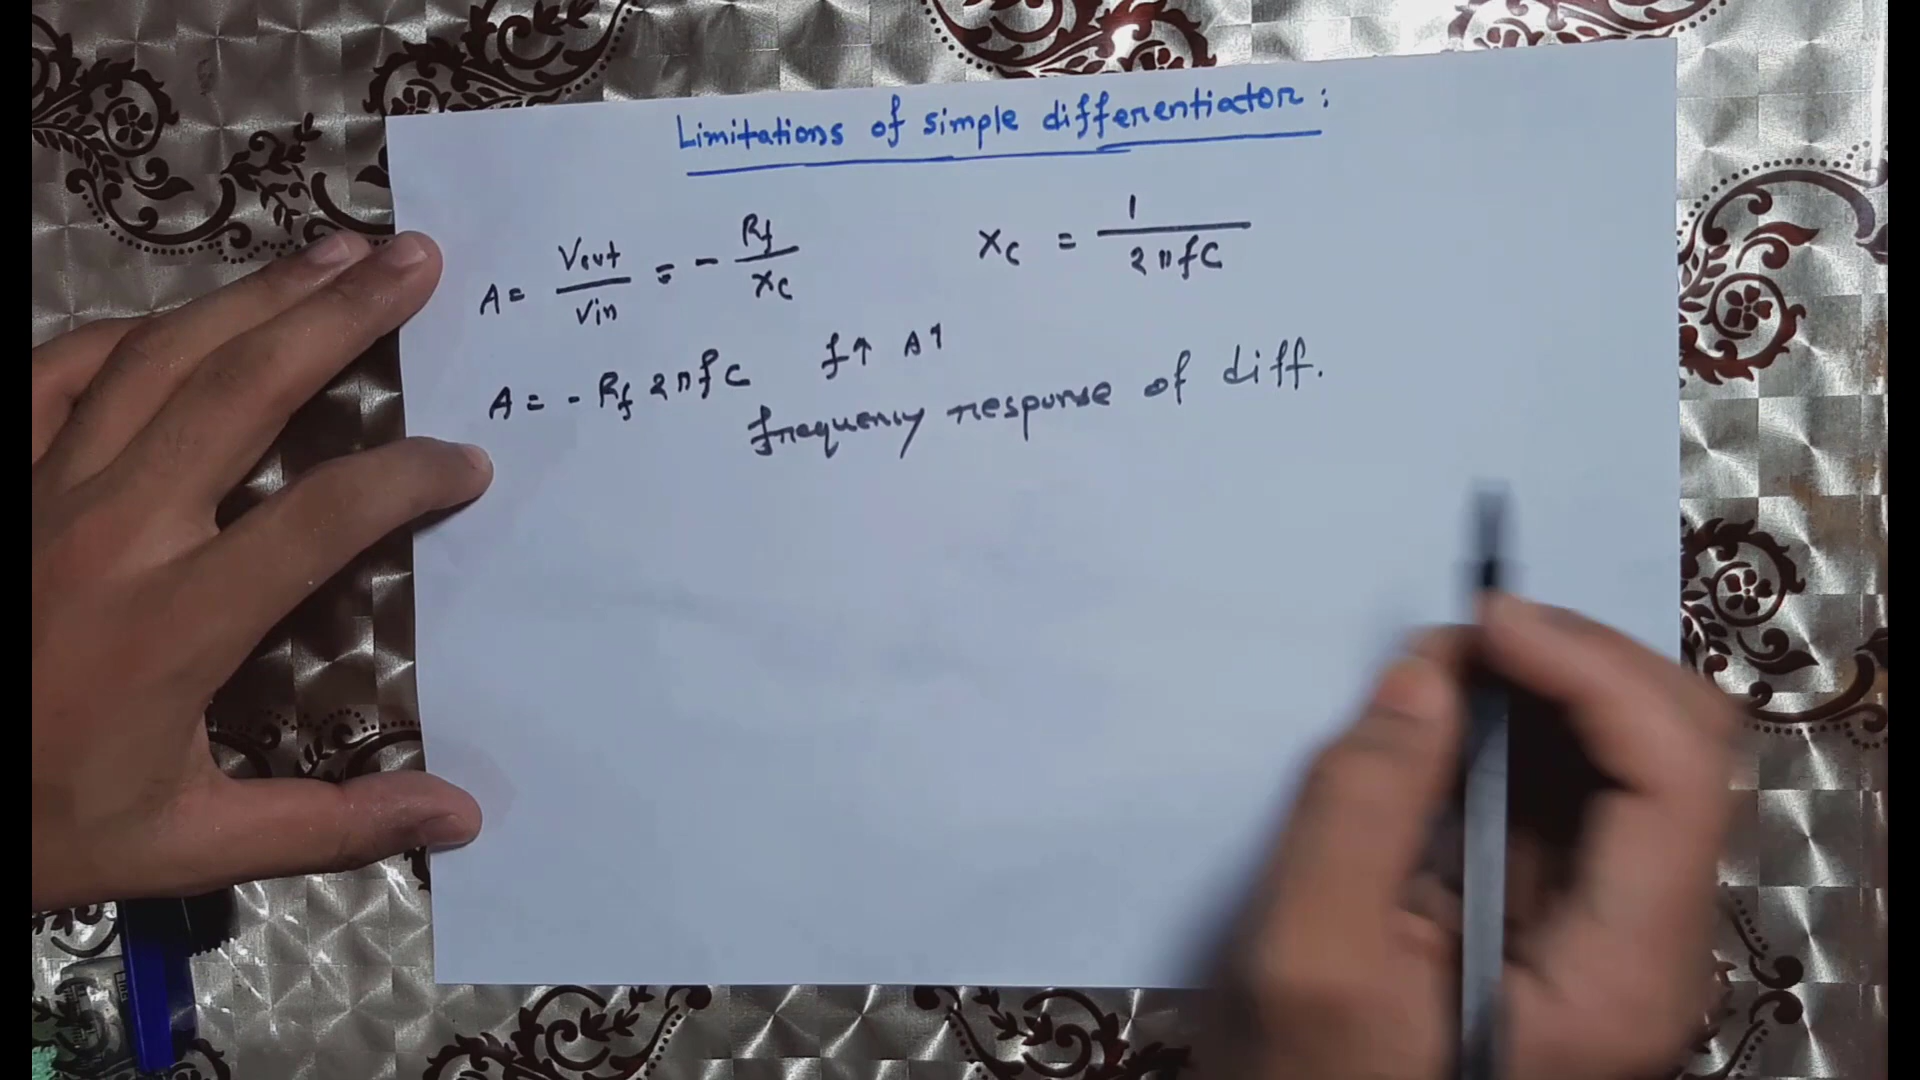 Limitations of simple differentiator:
A = Vout/Vin = - Rf/Xc    Xc = 1/2πfC
A = - Rf 2πfC    f↑ A↑
frequency response of diff.